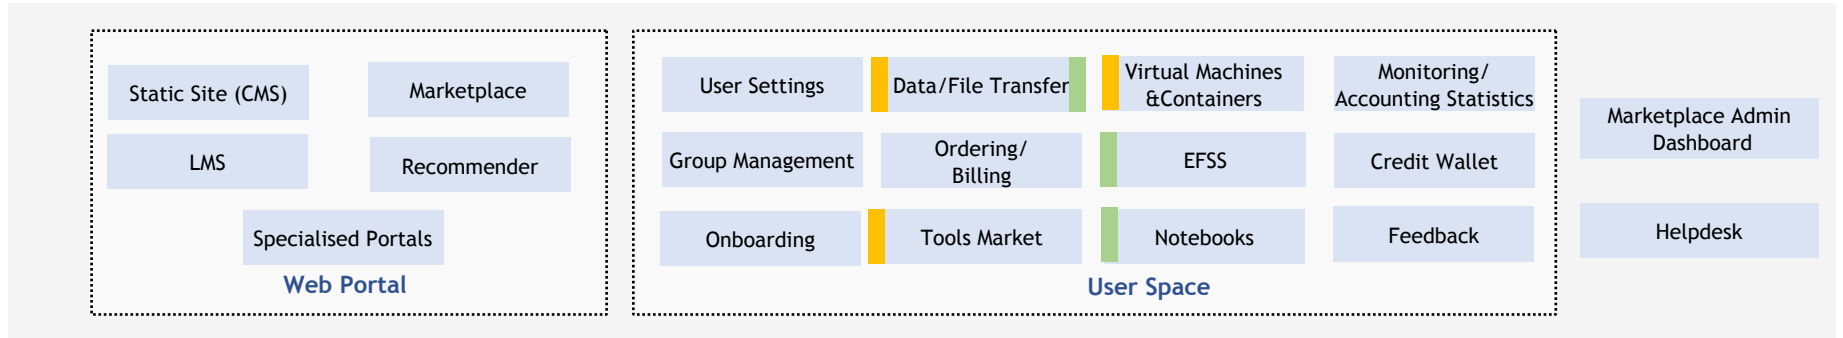 Static Site (CMS)
Marketplace
LMS
Recommender
Specialised Portals
Web Portal
User Settings
Data/File Transfer
Virtual Machines
&Containers
Monitoring/
Accounting Statistics
Group Management
Ordering/
Billing
EFSS
Credit Wallet
Onboarding
Tools Market
Notebooks
Feedback
User Space
Marketplace Admin
Dashboard
Helpdesk